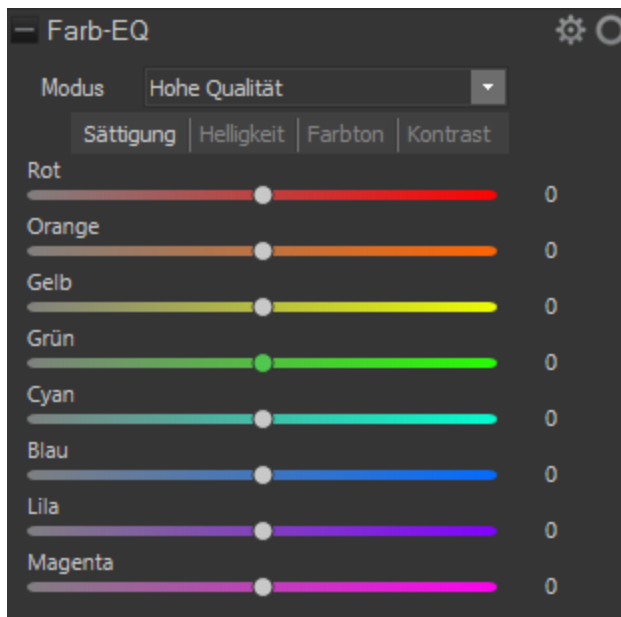 Farb-EQ
Modus Hohe Qualität
Sättigung Helligkeit Farbton Kontrast
Rot
0
Orange
0
Gelb
0
Grün
0
Cyan
0
Blau
0
Lila
0
Magenta
0